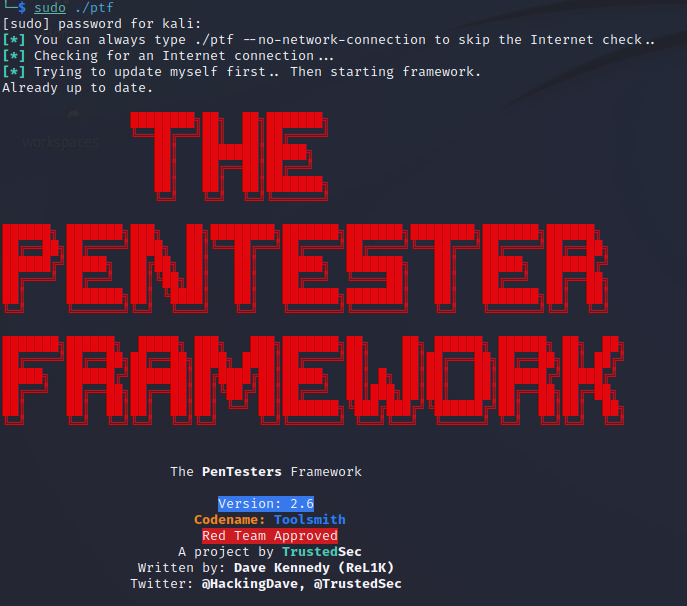 └─$ sudo ./ptf
[sudo] password for kali:
[*] You can always type ./ptf --no-network-connection to skip the Internet check..
[*] Checking for an Internet connection...
[*] Trying to update myself first.. Then starting framework.
Already up to date.
THE
workspaces
PENTESTER
FRAMEWORK
The PenTesters Framework
Version: 2.6
Codename: Toolsmith
Red Team Approved
A project by TrustedSec
Written by: Dave Kennedy (ReL1K)
Twitter: @HackingDave, @TrustedSec